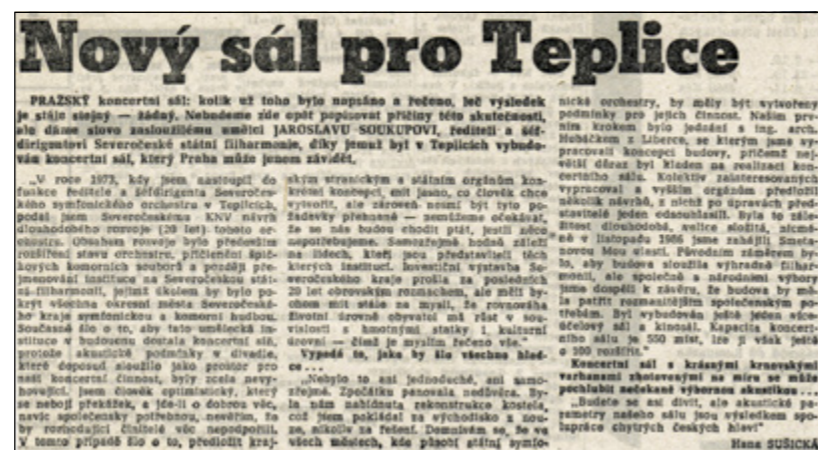 Nový sál pro Teplice
PRAŽSKÝ koncertní sál: kolik už toho bylo napsáno a řečeno, leč výsledek
je stále stejný — žádný. Nebudeme zde opět popisovat příčiny této skutečnosti,
ale dáme slovo zasloužilému umělci JAROSLAVU SOUKUPOVI, řediteli a šéf-
dirigentovi Severočeské státní filharmonie, díky jemuž byl v Teplicích vybudo-
ván koncertní sál, který Praha může jenom závidět.
„V roce 1973, kdy jsem nastoupil do
funkce ředitele a šéfdirigenta Severočes-
kého symfonického orchestru v Teplicích,
podal jsem Severočeskému KNV návrh
dlouhodobého rozvoje (20 let) tohoto or-
chestru. Obsahem rozvoje bylo především
rozšíření stavu orchestru, přičlenění špič-
kových komorních souborů a později pře-
jmenování instituce na Severočeskou stát-
ní filharmonii, jejímž úkolem by bylo po-
krýt všechna okresní města Severočeské-
ho kraje symfonickou a komorní hudbou.
Současně šlo o to, aby tato umělecká in-
stituce v budoucnu dostala koncertní síň,
protože akustické podmínky v divadle,
které doposud sloužilo jako prostor pro
naši koncertní činnost, byly zcela nevy-
hovující. Jsem člověk optimistický, který
se nebojí překážek, a jde-li o dobrou věc,
navíc společensky potřebnou, nevěřím, že
by rozhodující činitelé věc nepodpořili.
V tomto případě šlo o to, předložit kraj-
ským stranickým a státním orgánům kon-
krétní koncepci, mít jasno, co člověk chce
vytvořit, ale zároveň nesmí být tyto po-
žadavky přehnané — nemůžeme očekávat,
že se nás budou chodit ptát, jestli něco
nepotřebujeme. Samozřejmě hodně záleží
na lidech, kteří jsou představiteli těch
kterých institucí. Investiční výstavba Se-
veročeského kraje prošla za posledních
20 let obrovským rozmachem, ale měli by-
chom mít stále na mysli, že rovnováha
životní úrovně obyvatel má růst v sou-
vislosti s hmotnými statky i kulturní
úrovní — čímž je myslím řečeno vše.“
Vypadá to, jako by šlo všechno hlad-
ce ...
„Nebylo to ani jednoduché, ani samo-
zřejmé. Zpočátku panovala nedůvěra. By-
la nám nabídnuta rekonstrukce kostela,
což jsem pokládal za východisko z nou-
ze, nikoliv za řešení. Domnívám se, že ve
všech městech, kde působí státní symfo-
nické orchestry, by měly být vytvořeny
podmínky pro jejich činnost. Naším prv-
ním krokem bylo jednání s ing. arch.
Hubáčkem z Liberce, se kterým jsme vy-
pracovali koncepci budovy, přičemž nej-
větší důraz byl kladen na realizaci kon-
certního sálu. Kolektiv zainteresovaných
vypracoval a vyšším orgánům předložil
několik návrhů, z nichž po úpravách před-
stavitelé jeden odsouhlasili. Byla to zále-
žitost dlouhodobá, velice složitá, nicmé-
ně v listopadu 1986 jsme zahájili Smeta-
novou Mou vlastí. Původním záměrem by-
lo, aby budova sloužila výhradně filhar-
monii, ale společně s národními výbory
jsme dospěli k závěru, že budova by mě-
la patřit rozmanitějším společenským po-
třebám. Byl vybudován ještě jeden více-
účelový sál a kinosál. Kapacita koncert-
ního sálu je 550 míst, lze ji však ještě
o 100 rozšířit.“
Koncertní sál s krásnými krnovskými
varhanami zhotovenými na míru se může
pochlubit nečekaně výbornou akustikou...
„Budete se asi divit, ale akustické pa-
rametry našeho sálu jsou výsledkem spo-
lupráce chytrých českých hlav!“
Hana SUŠICKÁ